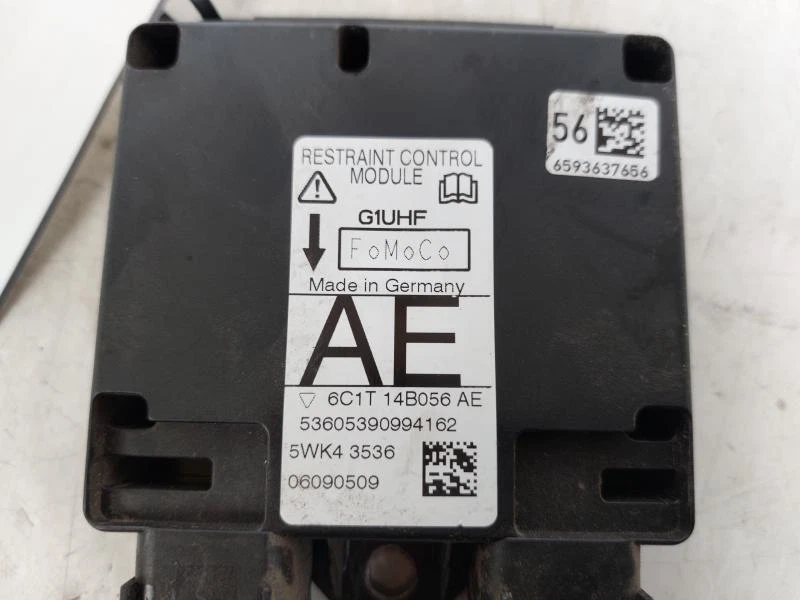 56
6593637656
RESTRAINT CONTROL
MODULE
G1UHF
FoMoCo
Made in Germany
AE
6C1T 14B056 AE
53605390994162
5WK4 3536
06090509